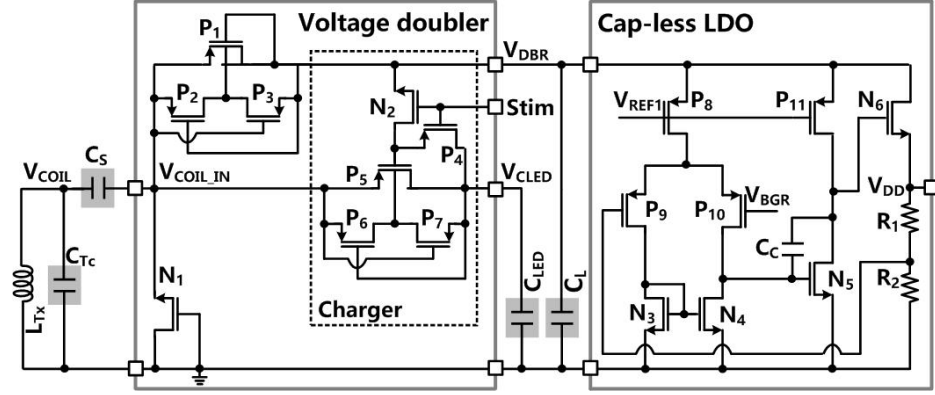 Voltage doubler
Cap-less LDO
P1
VDBR
P2
P3
N2
Stim
VREF1
P8
P11
N6
P4
VCOIL
CS
VCOIL_IN
P5
VCLED
VDD
P6
P7
P9
P10
VBGR
R1
CC
LTx
CTc
N1
CLED
CL
N3
N4
N5
R2
Charger